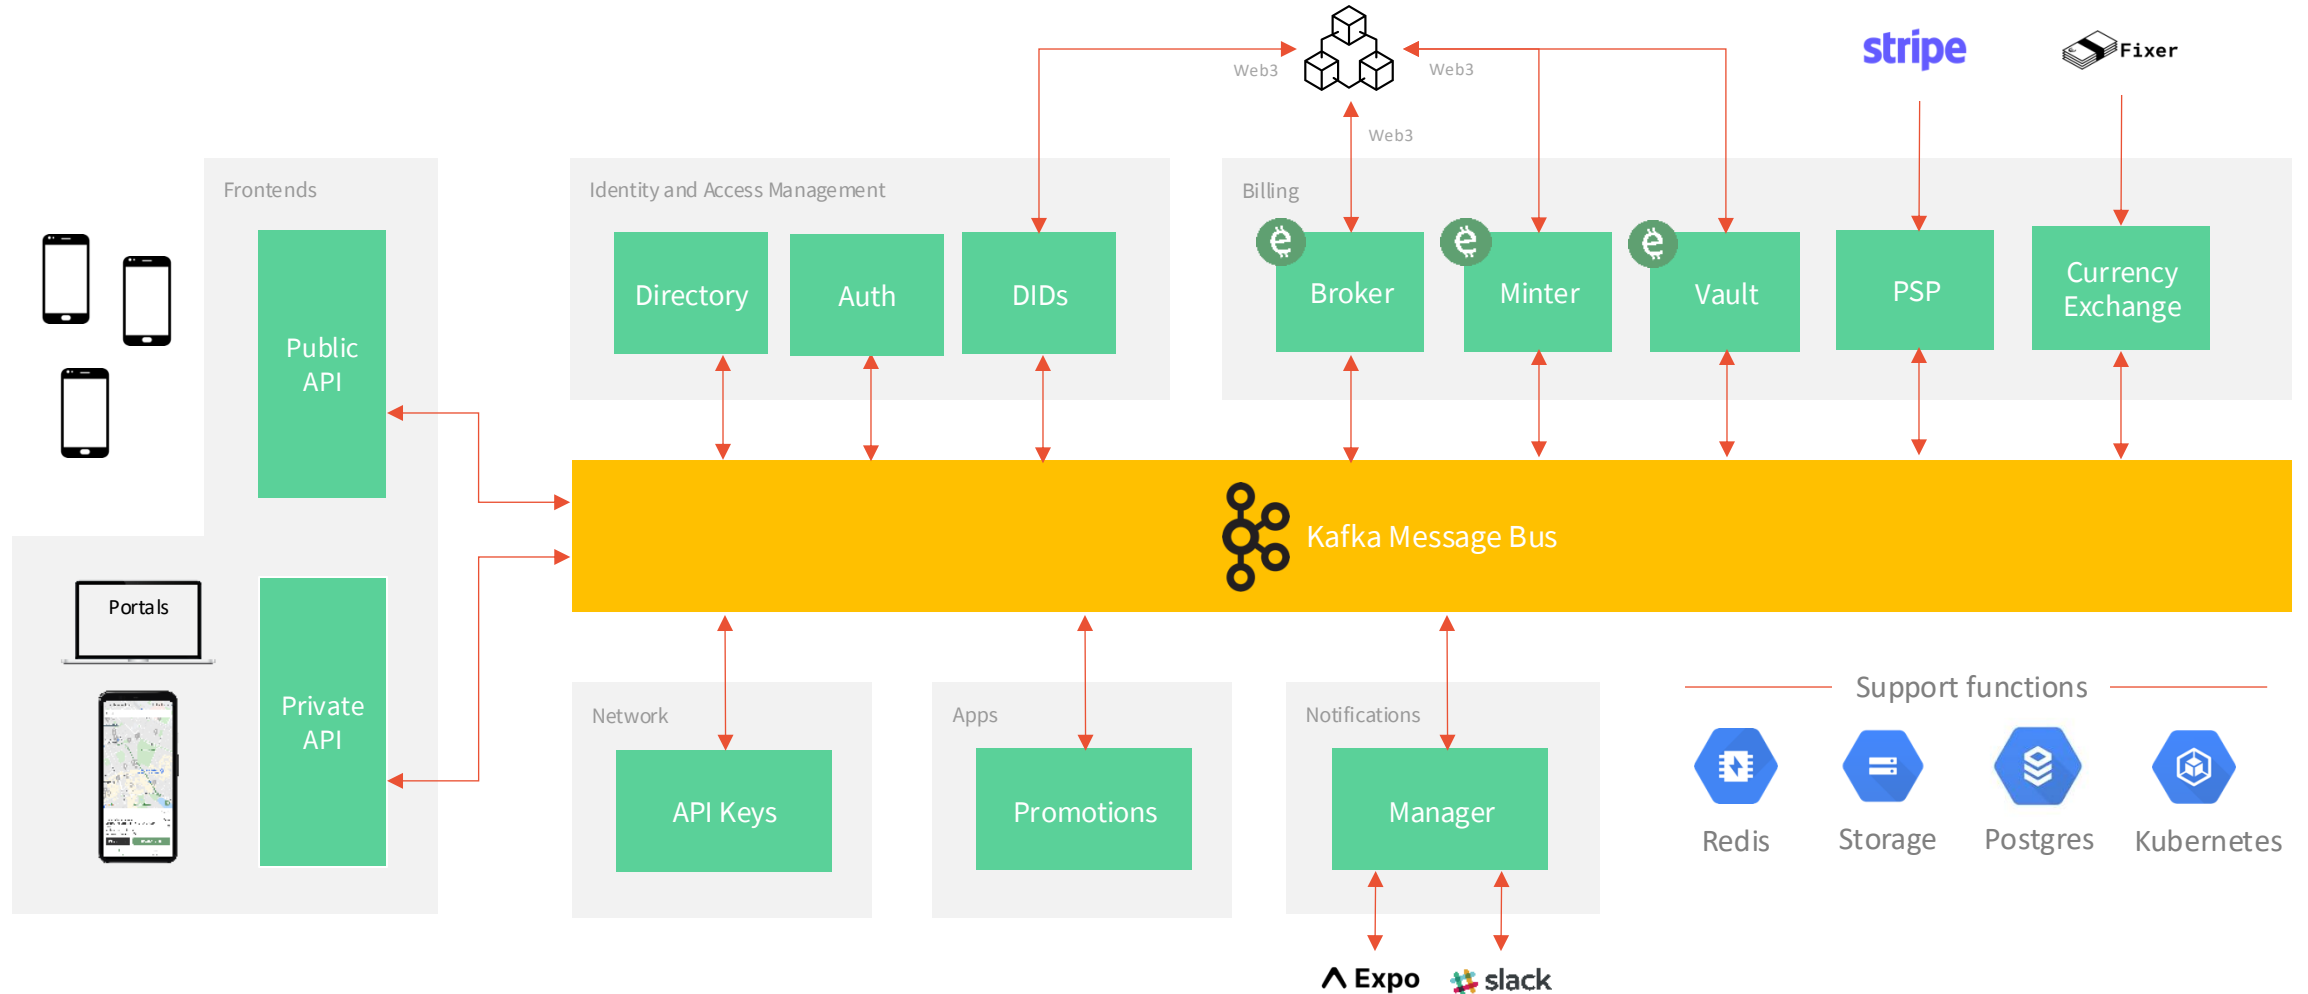 stripe
Fixer
Web3
Web3
Web3
Frontends
Identity and Access Management
Billing
Directory
Auth
DIDs
Broker
Minter
Vault
PSP
Currency
Exchange
Public
API
Kafka Message Bus
Portals
Private
API
Network
Apps
Notifications
Support functions
API Keys
Promotions
Manager
Redis
Storage
Postgres
Kubernetes
Expo
slack